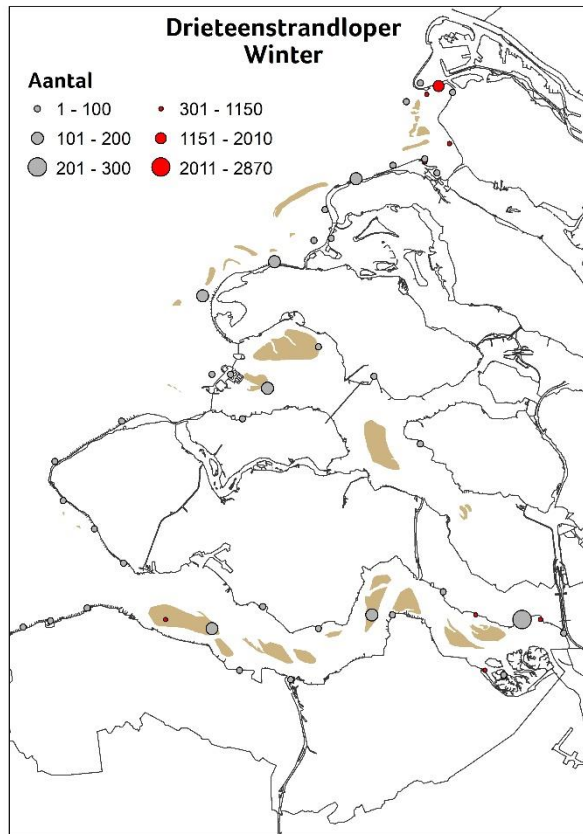 Drieteenstrandloper
Winter
Aantal
1 - 100
301 - 1150
101 - 200
1151 - 2010
201 - 300
2011 - 2870